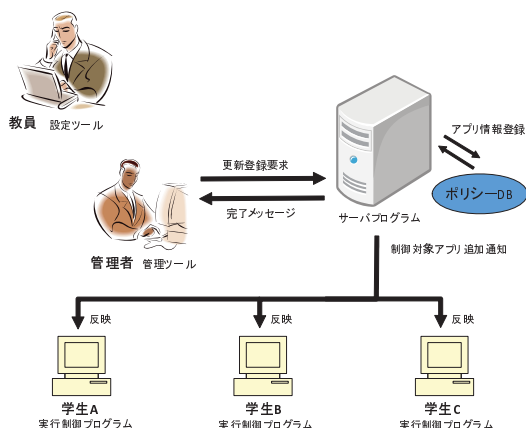 教員 設定ツール
アプリ情報登録
更新登録要求
ポリシーDB
完了メッセージ
サーバプログラム
管理者 管理ツール
制御対象アプリ追加通知
反映
反映
反映
学生A
実行制御プログラム
学生B
実行制御プログラム
学生C
実行制御プログラム